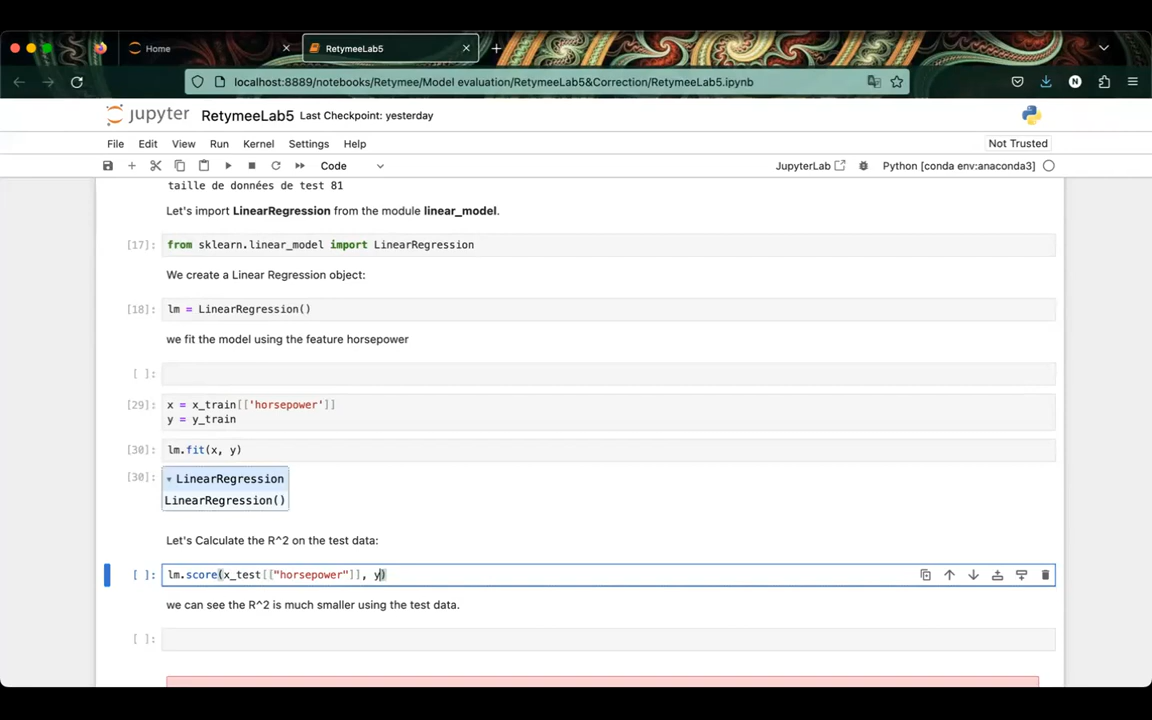 Home
RetymeeLab5
localhost:8889/notebooks/Retymee/Model evaluation/RetymeeLab5&Correction/RetymeeLab5.ipynb
N
jupyter RetymeeLab5 Last Checkpoint: yesterday
File Edit View Run Kernel Settings Help
Not Trusted
Code
JupyterLab
Python [conda env:anaconda3]
taille de données de test 81
Let's import LinearRegression from the module linear_model.
[17]: from sklearn.linear_model import LinearRegression
We create a Linear Regression object:
[18]: lm = LinearRegression()
we fit the model using the feature horsepower
[ ]:
[29]: x = x_train[['horsepower']]
y = y_train
[30]: lm.fit(x, y)
[30]: LinearRegression
LinearRegression()
Let's Calculate the R^2 on the test data:
[ ]: lm.score(x_test[["horsepower"]], y)
we can see the R^2 is much smaller using the test data.
[ ]: